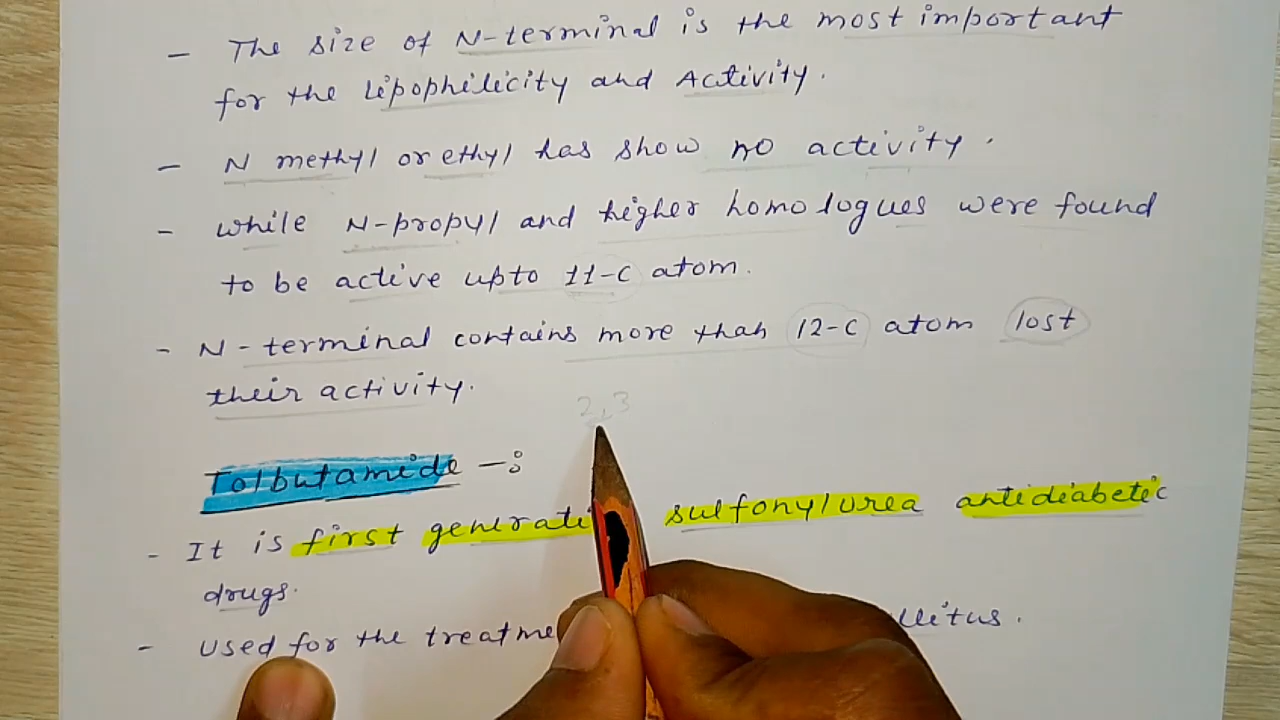 - The size of N-terminal is the most important
for the lipophilicity and Activity.
- N methyl or ethyl has show no activity.
- while N-propyl and higher homologues were found
to be active upto 11-C atom.
- N-terminal contains more than 12-C atom lost
their activity.
2,3
Tolbutamide -:
- It is first generati sulfonylurea antidiabetic
drugs.
- Used for the treatme llitus.